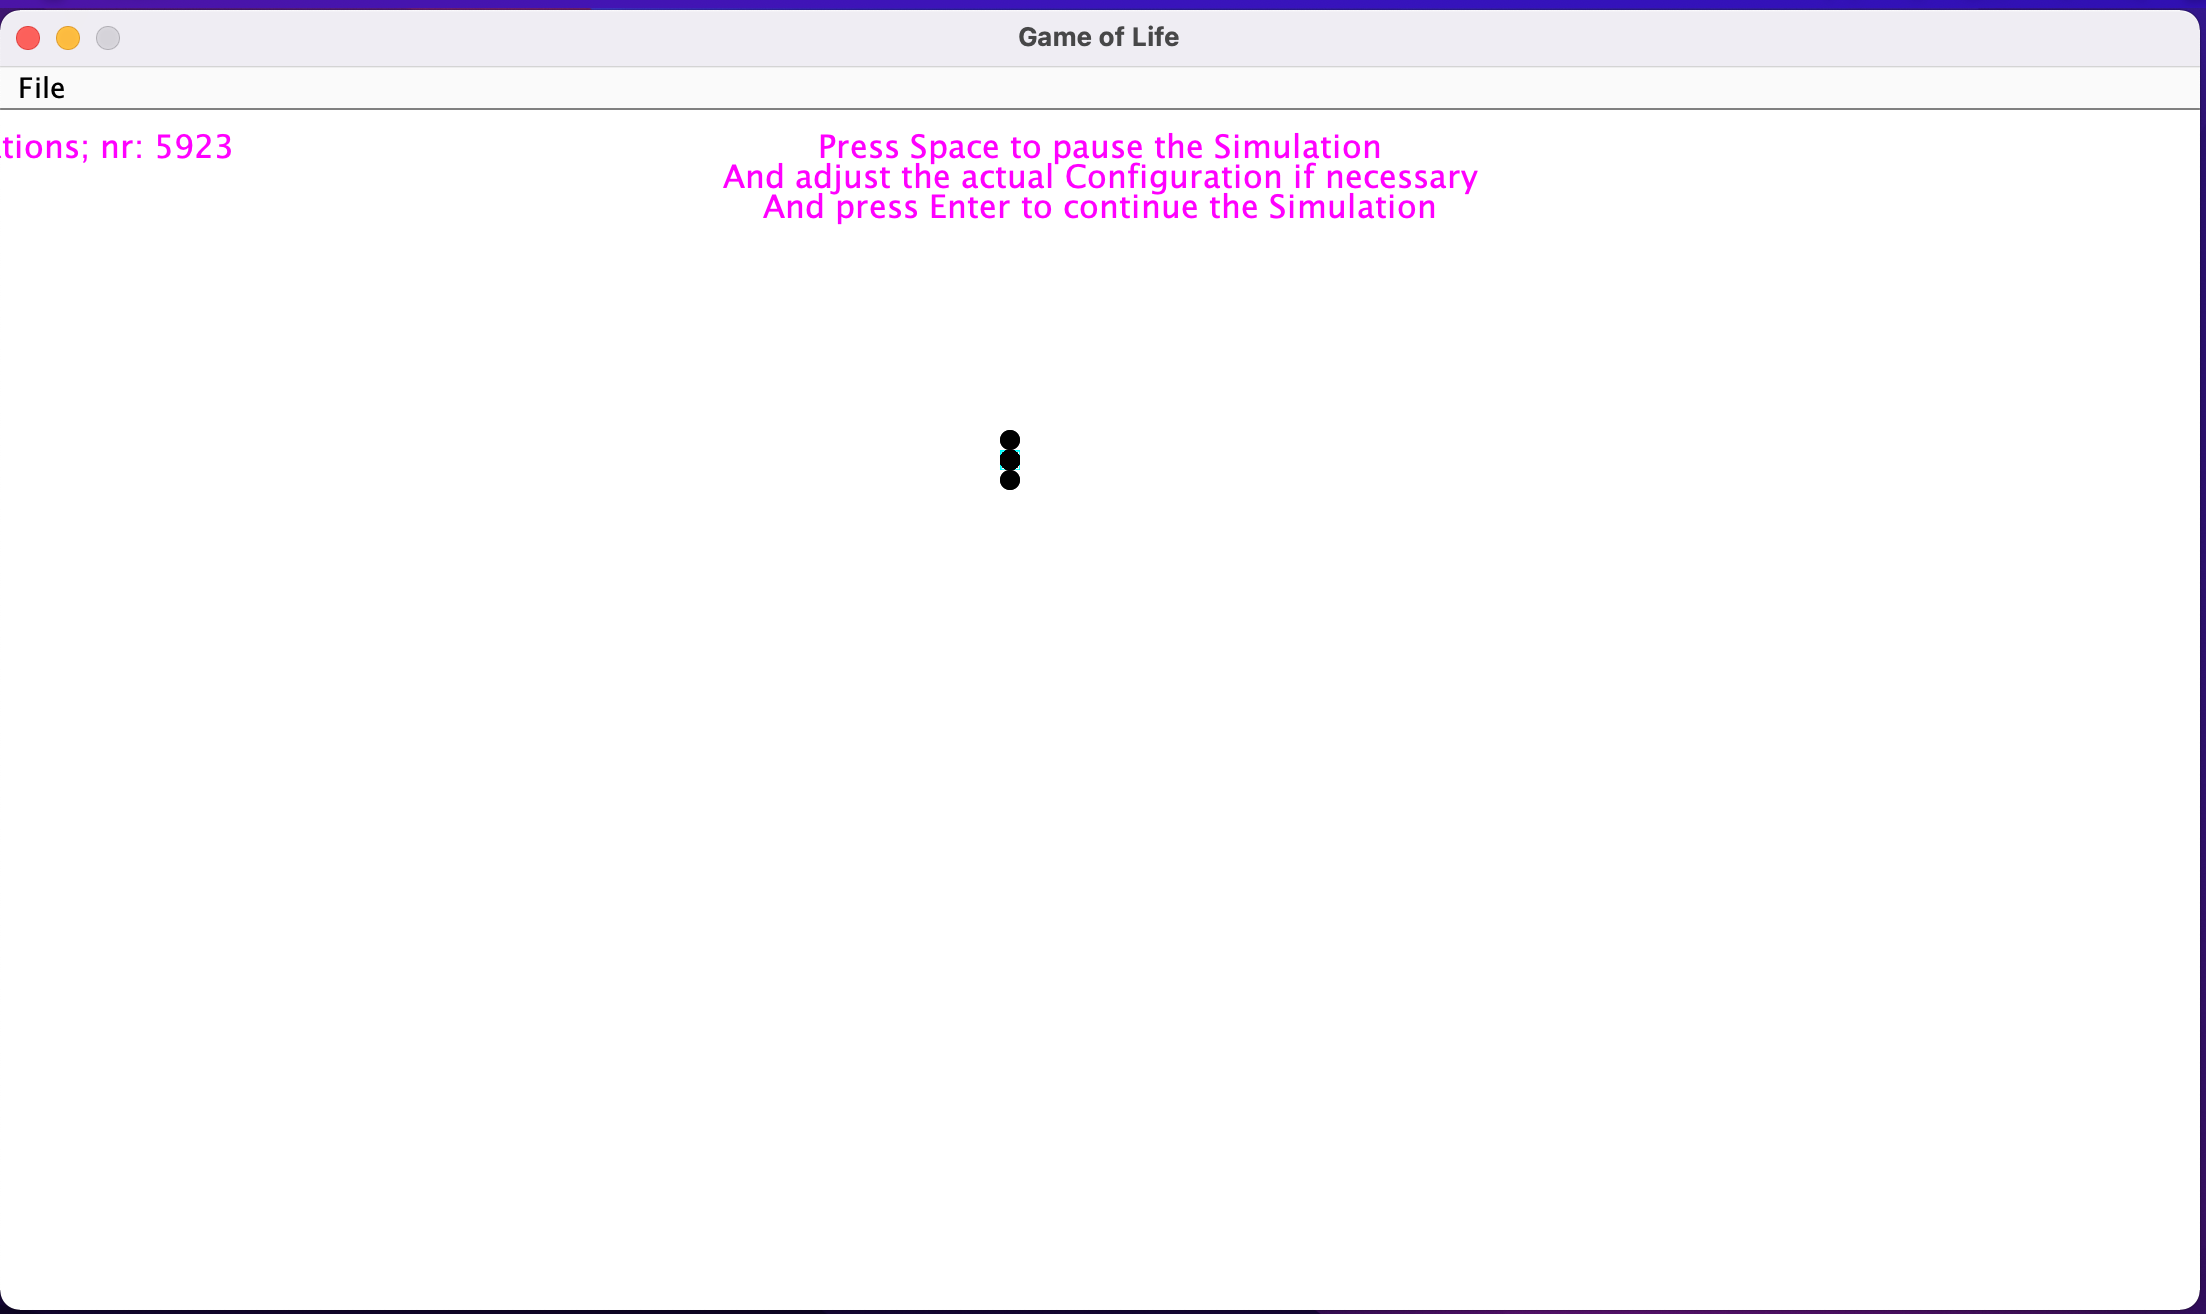 Game of Life
File
tions; nr: 5923
Press Space to pause the Simulation
And adjust the actual Configuration if necessary
And press Enter to continue the Simulation